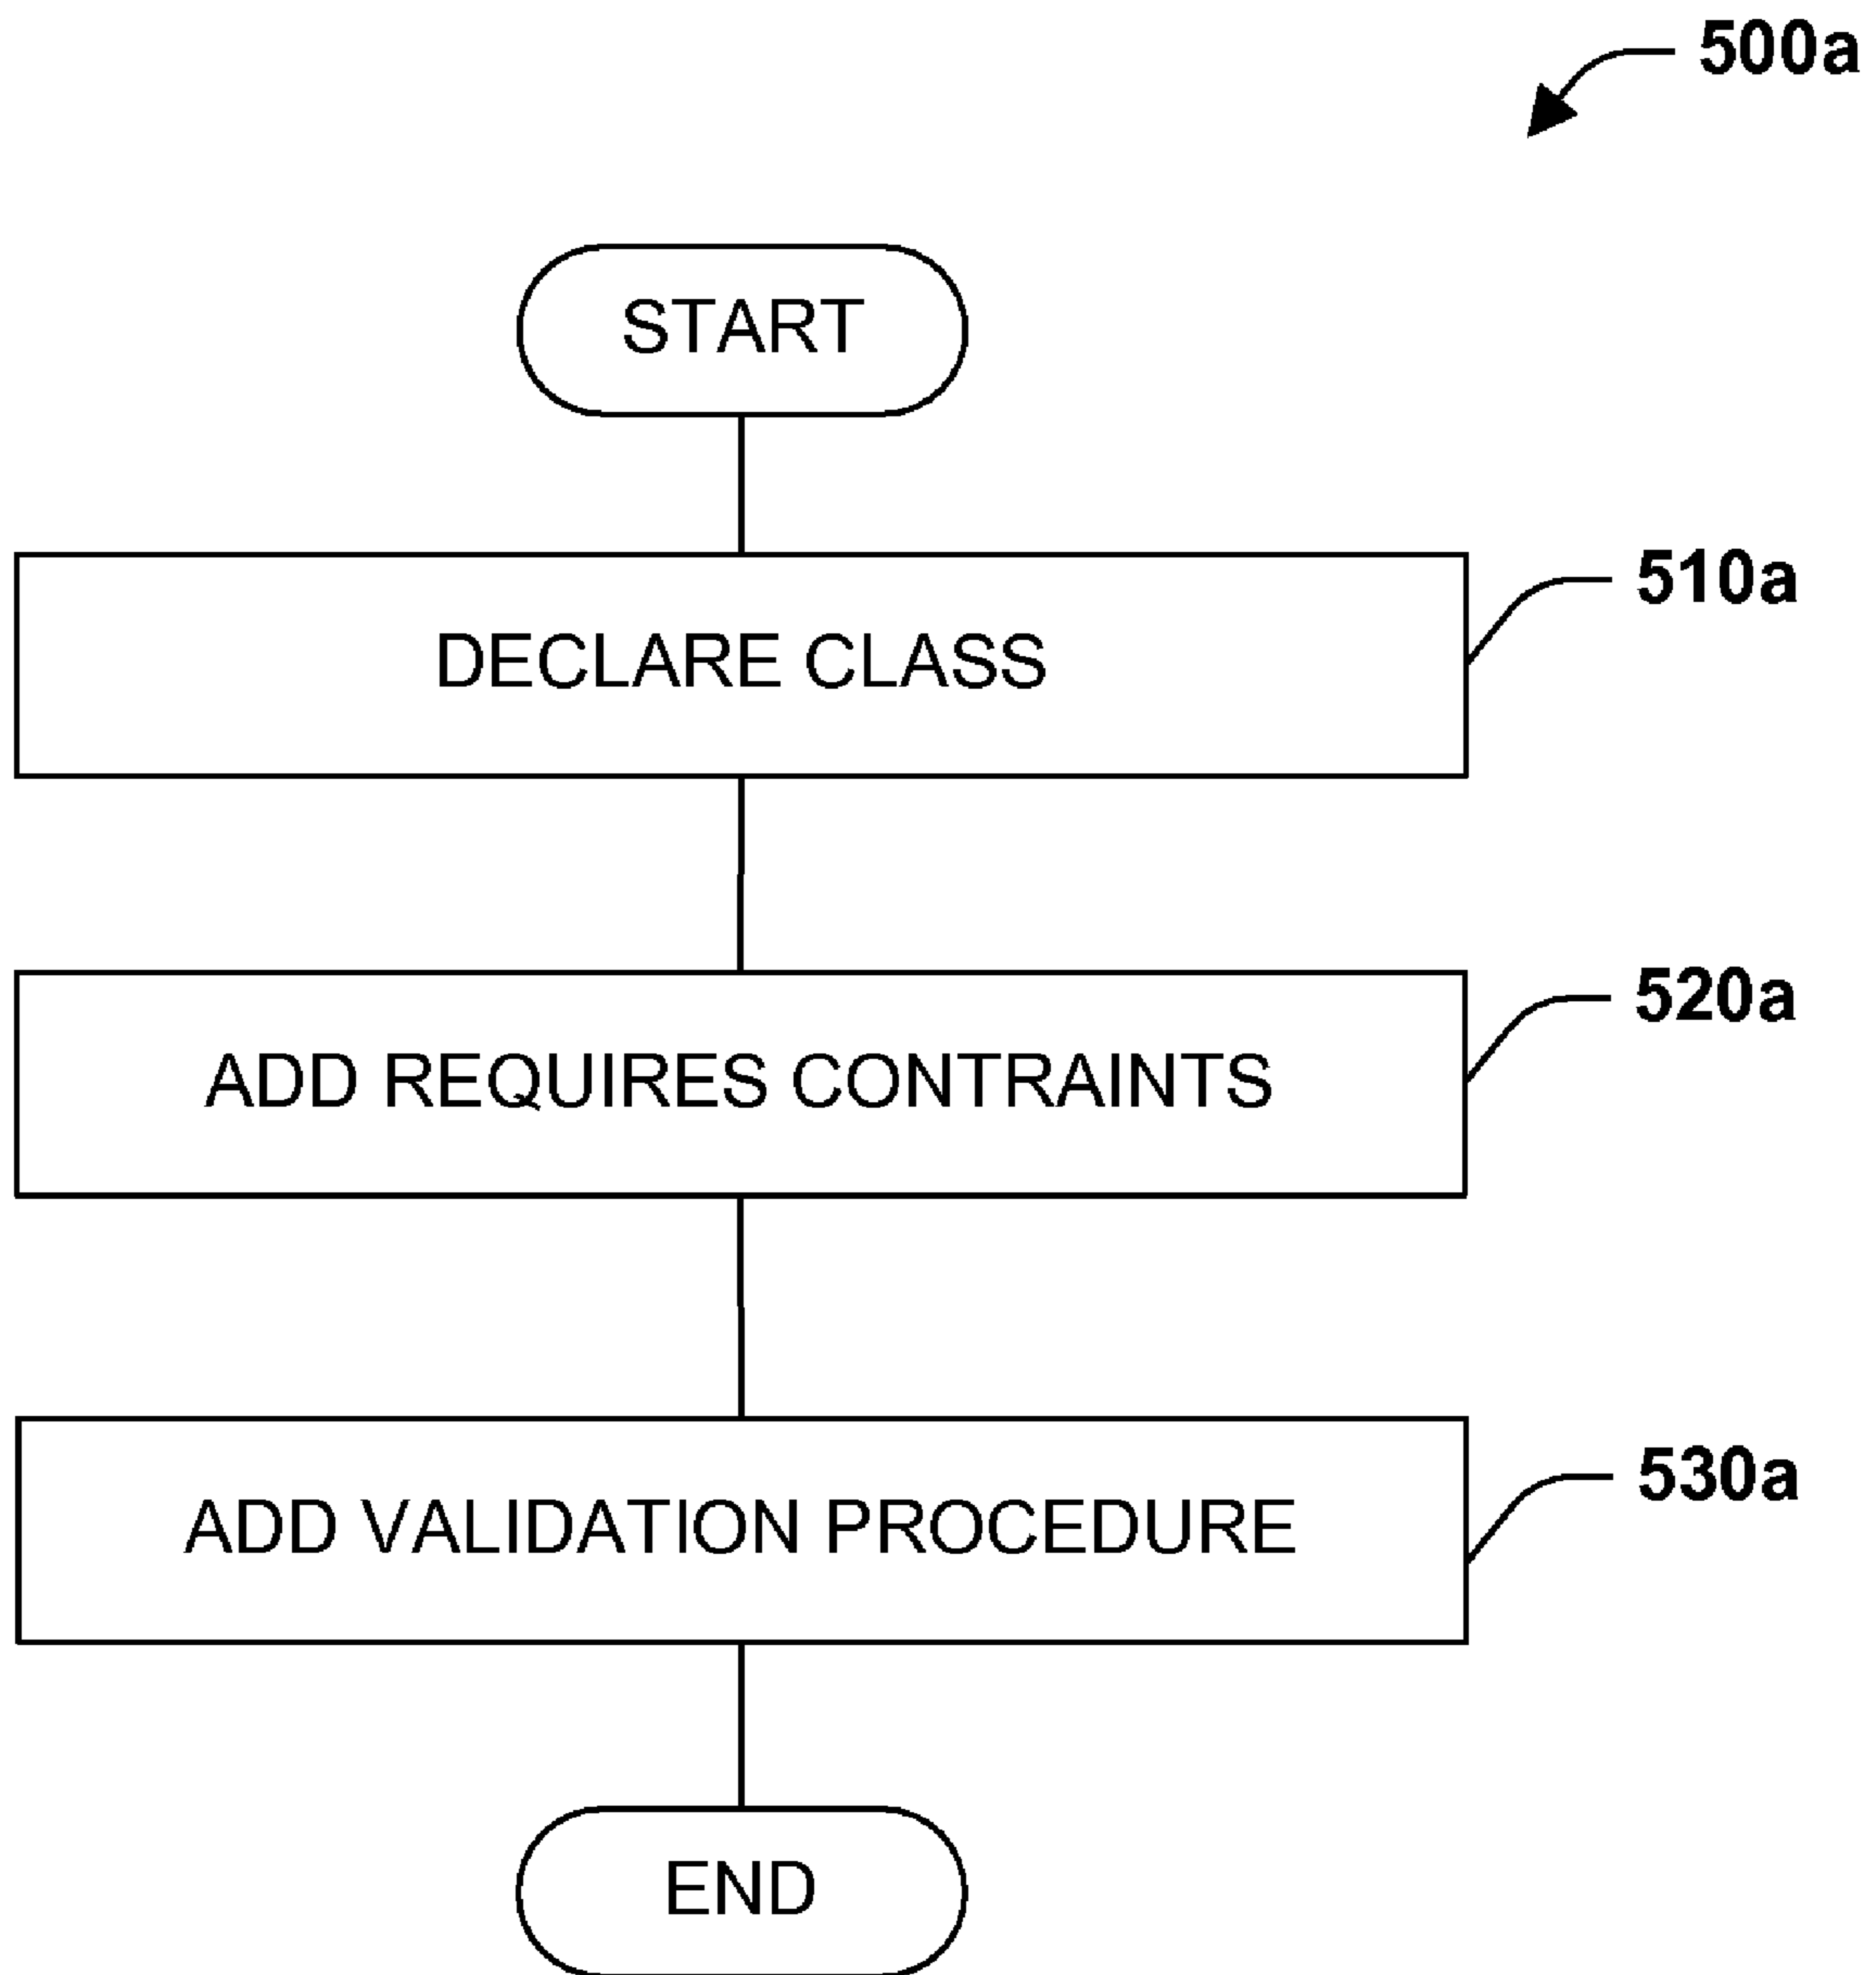 500a
START
DECLARE CLASS
510a
ADD REQUIRES CONTRAINTS
520a
ADD VALIDATION PROCEDURE
530a
END